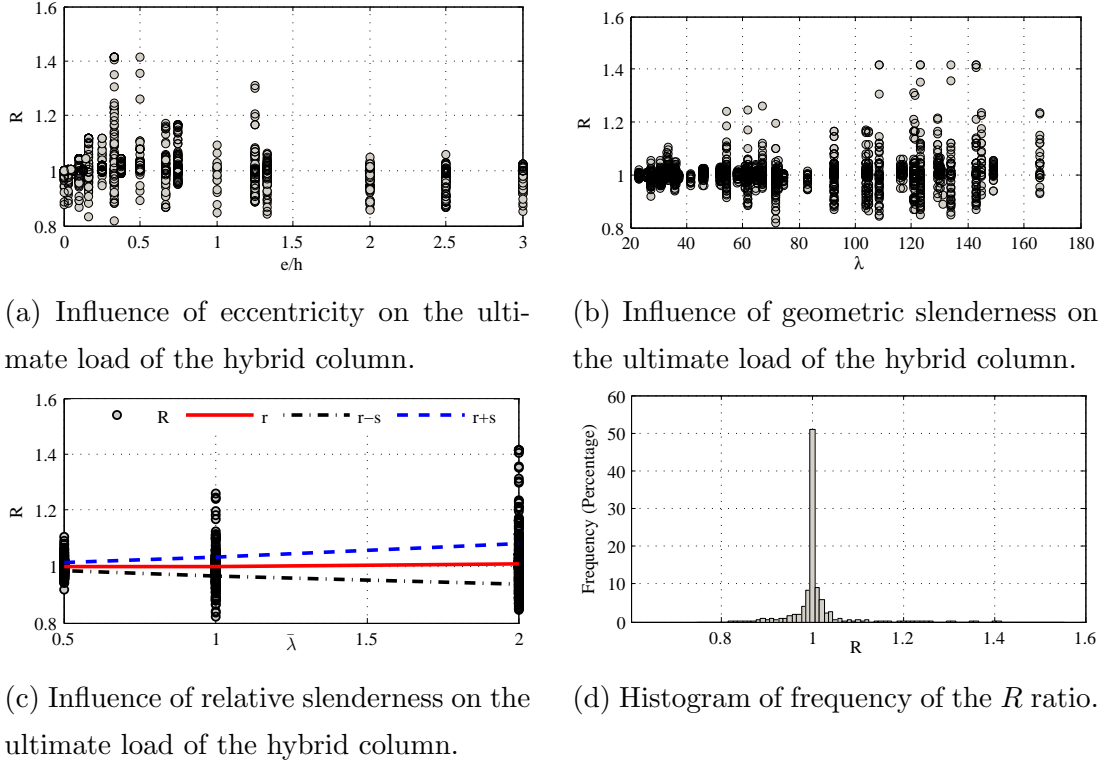 1.6
1.4
1.2
1
0.8
R
0 0.5 1 1.5 2 2.5 3
e/h
(a) Influence of eccentricity on the ulti-
mate load of the hybrid column.
1.6
1.4
1.2
1
0.8
R
20 40 60 80 100 120 140 160 180
λ
(b) Influence of geometric slenderness on
the ultimate load of the hybrid column.
1.6
1.4
1.2
1
0.8
R
R r r−s r+s
0.5 1 1.5 2
λ̄
(c) Influence of relative slenderness on the
ultimate load of the hybrid column.
60
50
40
30
20
10
0
Frequency (Percentage)
0.8 1 1.2 1.4 1.6
R
(d) Histogram of frequency of the R ratio.